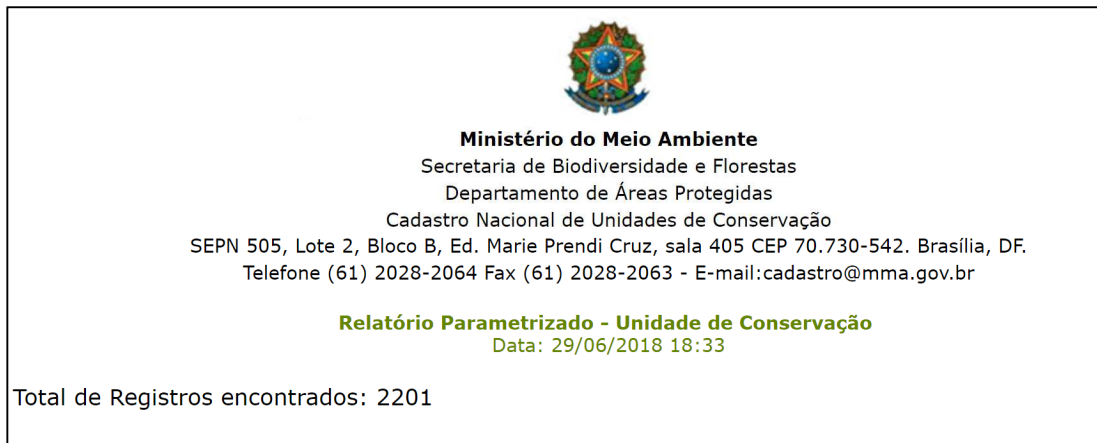 Ministério do Meio Ambiente
Secretaria de Biodiversidade e Florestas
Departamento de Áreas Protegidas
Cadastro Nacional de Unidades de Conservação
SEPN 505, Lote 2, Bloco B, Ed. Marie Prendi Cruz, sala 405 CEP 70.730-542. Brasília, DF.
Telefone (61) 2028-2064 Fax (61) 2028-2063 - E-mail:cadastro@mma.gov.br
Relatório Parametrizado - Unidade de Conservação
Data: 29/06/2018 18:33
Total de Registros encontrados: 2201